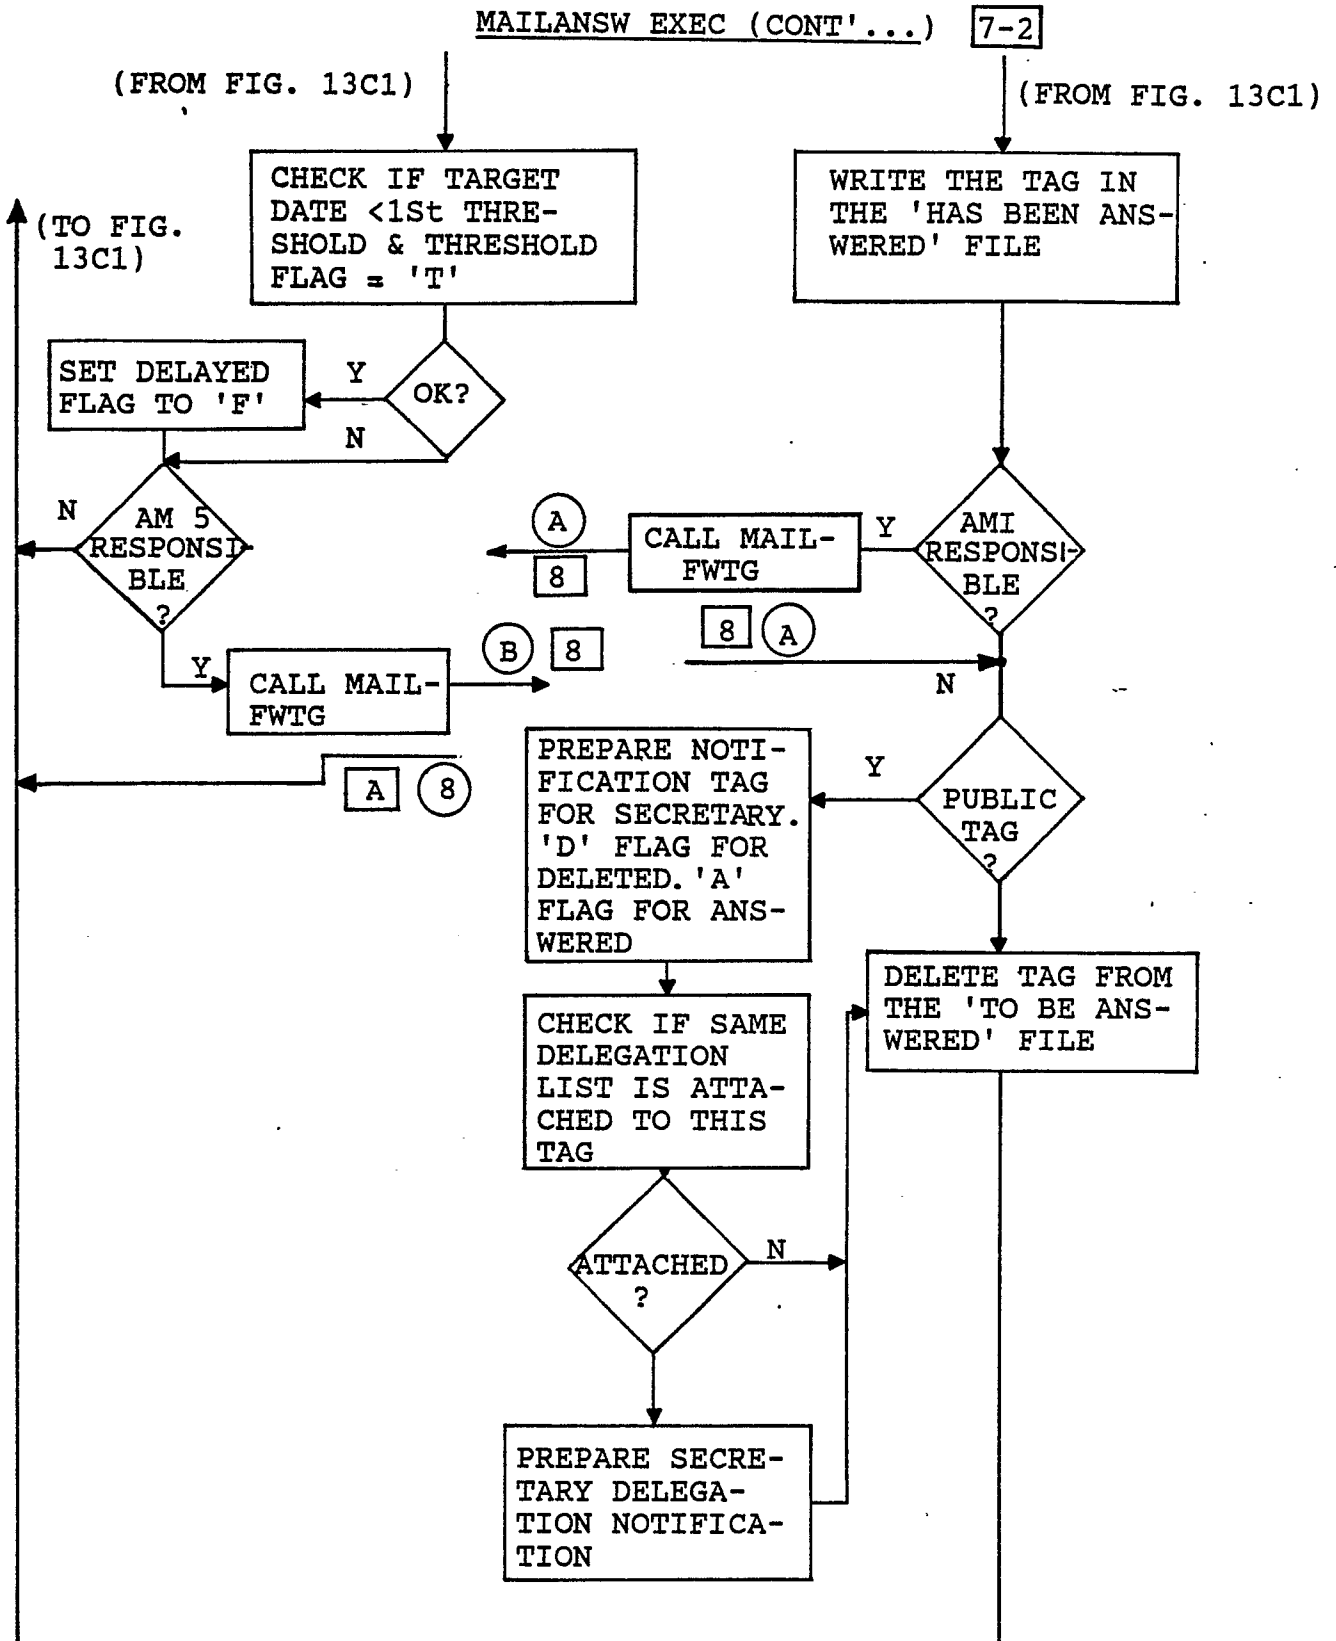 MAILANSW EXEC (CONT'...)
7-2
(FROM FIG. 13C1)
(FROM FIG. 13C1)
CHECK IF TARGET
DATE <1St THRE-
SHOLD & THRESHOLD
FLAG = 'T'
WRITE THE TAG IN
THE 'HAS BEEN ANS-
WERED' FILE
(TO FIG.
13C1)
SET DELAYED
FLAG TO 'F'
Y
OK?
N
N
AM 5
RESPONSI-
BLE
?
A
8
CALL MAIL-
FWTG
Y
AMI
RESPONSI-
BLE
?
8
A
N
Y
CALL MAIL-
FWTG
B
8
A
8
PREPARE NOTI-
FICATION TAG
FOR SECRETARY.
'D' FLAG FOR
DELETED. 'A'
FLAG FOR ANS-
WERED
Y
PUBLIC
TAG
?
DELETE TAG FROM
THE 'TO BE ANS-
WERED' FILE
CHECK IF SAME
DELEGATION
LIST IS ATTA-
CHED TO THIS
TAG
ATTACHED
?
N
PREPARE SECRE-
TARY DELEGA-
TION NOTIFICA-
TION